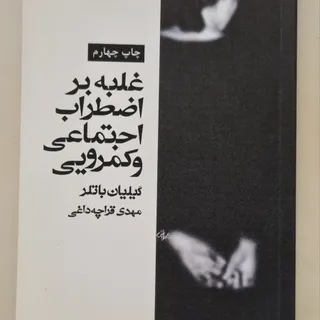 چاپ چهارم
غلبه بر
اضطراب
اجتماعی
و کمرویی
گیلیان باتلر
مهدی قراچه‌داغی